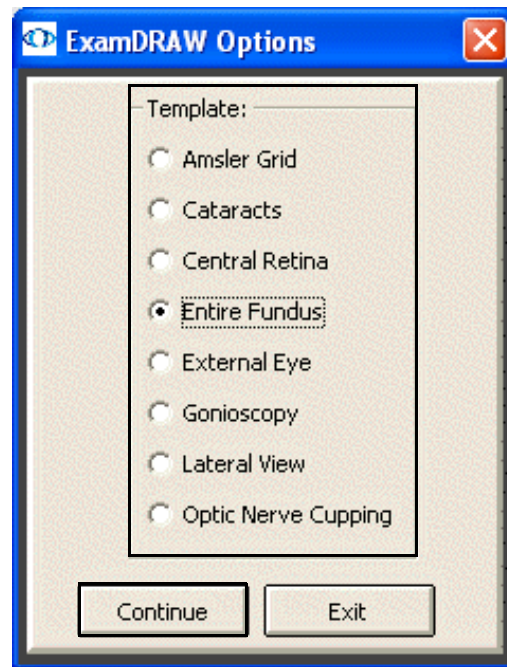 ExamDRAW Options
Template:
Amsler Grid
Cataracts
Central Retina
Entire Fundus
External Eye
Gonioscopy
Lateral View
Optic Nerve Cupping
Continue Exit